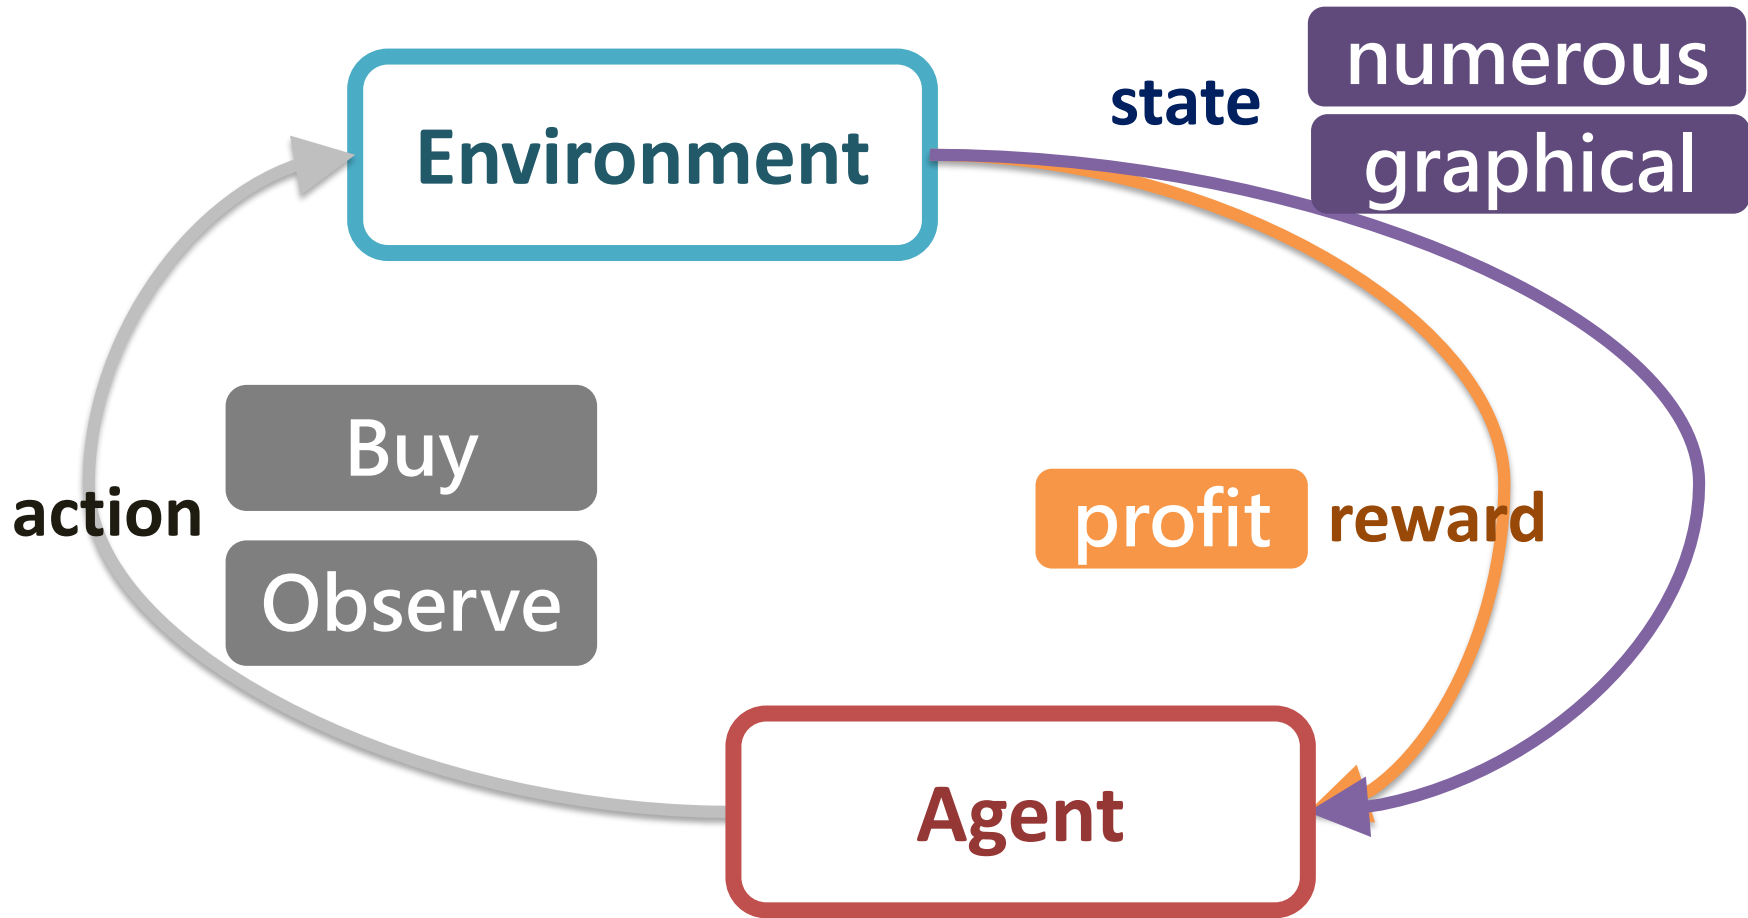 numerous
state
graphical
Environment
Buy
action
Observe
profit
reward
Agent